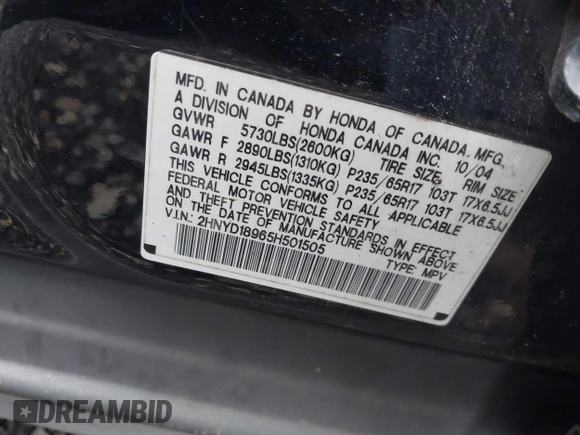 MFD. IN CANADA BY HONDA OF CANADA MFG.
A DIVISION OF HONDA CANADA INC. 10/04
GVWR 5730LBS(2600KG) TIRE SIZE RIM SIZE
GAWR F 2890LBS(1310KG) P235/65R17 103T 17X6.5JJ
GAWR R 2945LBS(1335KG) P235/65R17 103T 17X6.5JJ
THIS VEHICLE CONFORMS TO ALL APPLICABLE
FEDERAL MOTOR VEHICLE SAFETY
AND THEFT PREVENTION STANDARDS IN EFFECT
ON THE DATE OF MANUFACTURE SHOWN ABOVE
V.I.N.: 2HNYD18965H501505 TYPE: MPV
DREAMBID